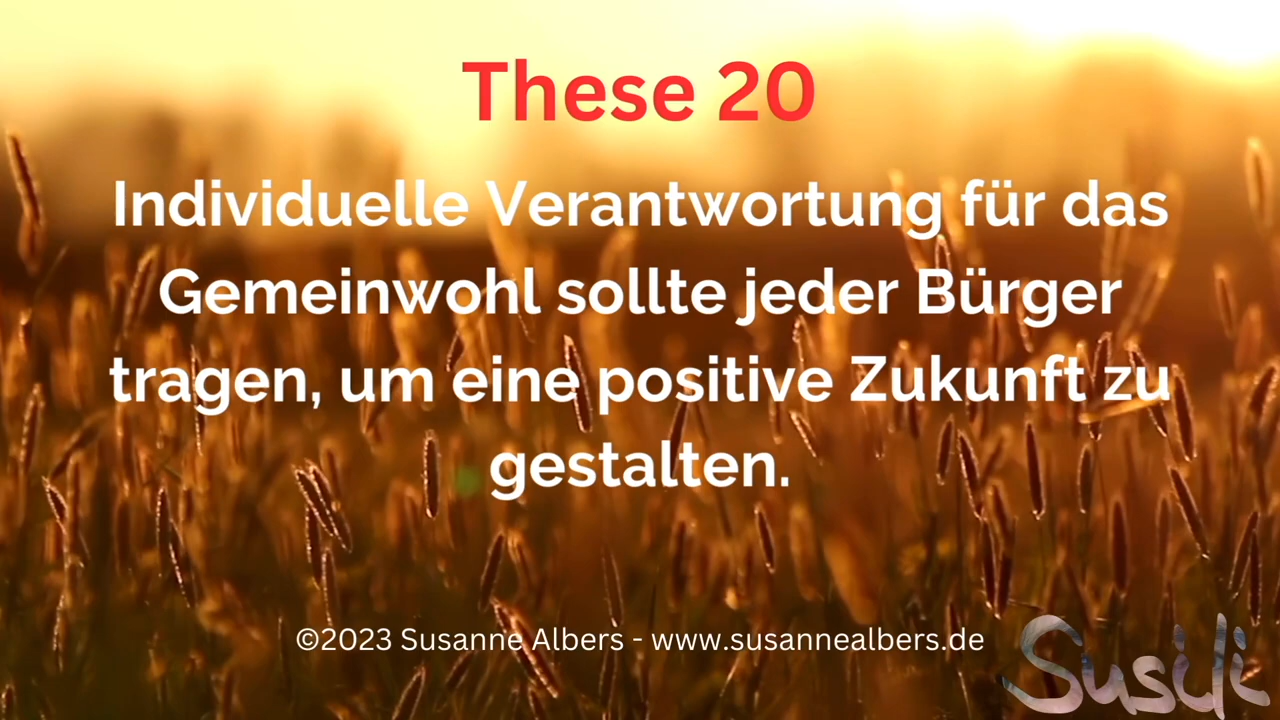 These 20
Individuelle Verantwortung für das
Gemeinwohl sollte jeder Bürger
tragen, um eine positive Zukunft zu
gestalten.
©2023 Susanne Albers - www.susannealbers.de
Susili